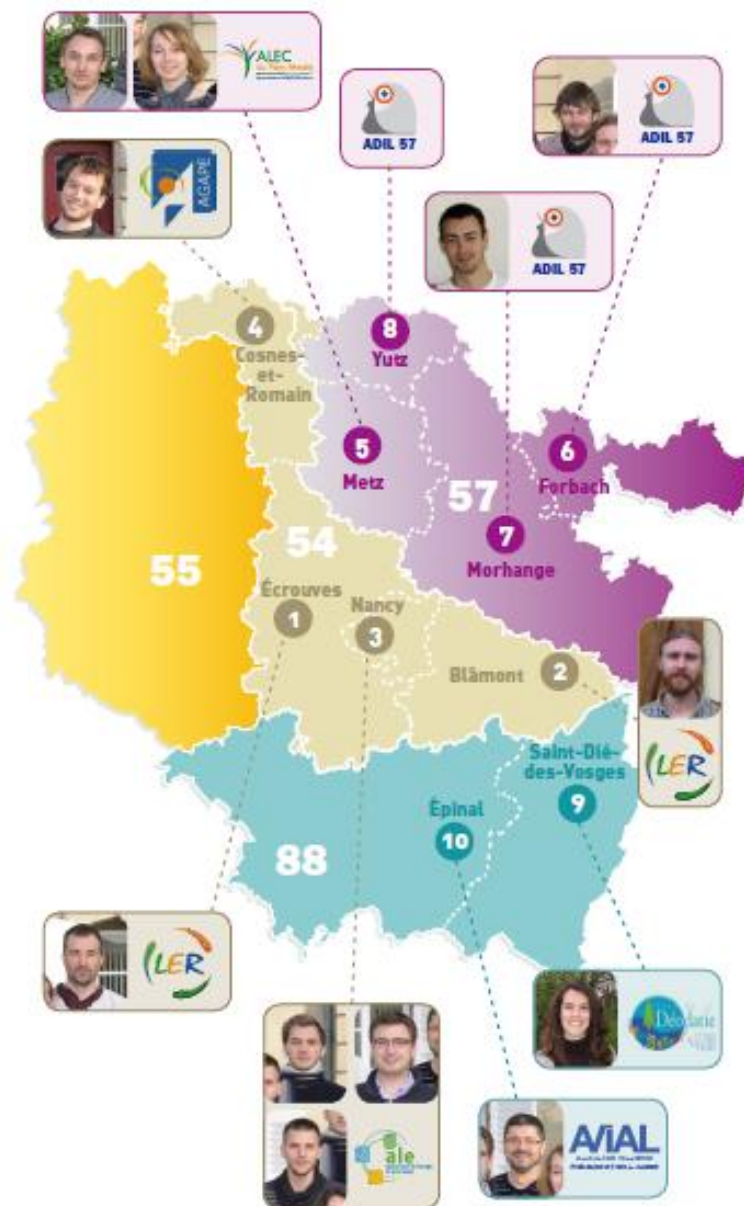 ALEC
du Pays Messin
ADIL 57
ADIL 57
AGAPE
ADIL 57
4
Cosnes-
et-
Romain
8
Yutz
5
Metz
6
Forbach
57
7
Morhange
55
54
Écrouves
1
Nancy
3
Blâmont
2
LER
Saint-Dié-
des-Vosges
9
Épinal
10
88
LER
Déodatie
ale